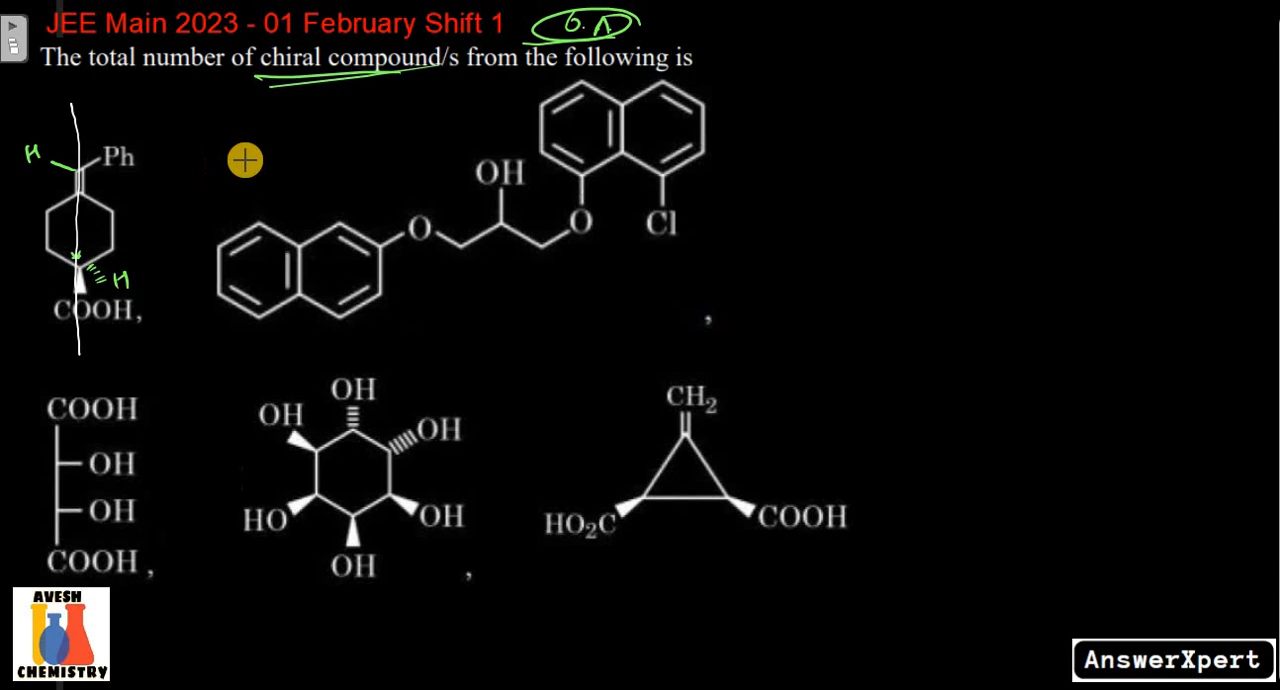 JEE Main 2023 - 01 February Shift 1
The total number of chiral compound/s from the following is
H
Ph
H
COOH,
OH
O
O
Cl
,
COOH
OH
OH
COOH ,
OH
OH
OH
HO
OH
OH
,
CH₂
HO₂C
COOH
AVESH
CHEMISTRY
AnswerXpert